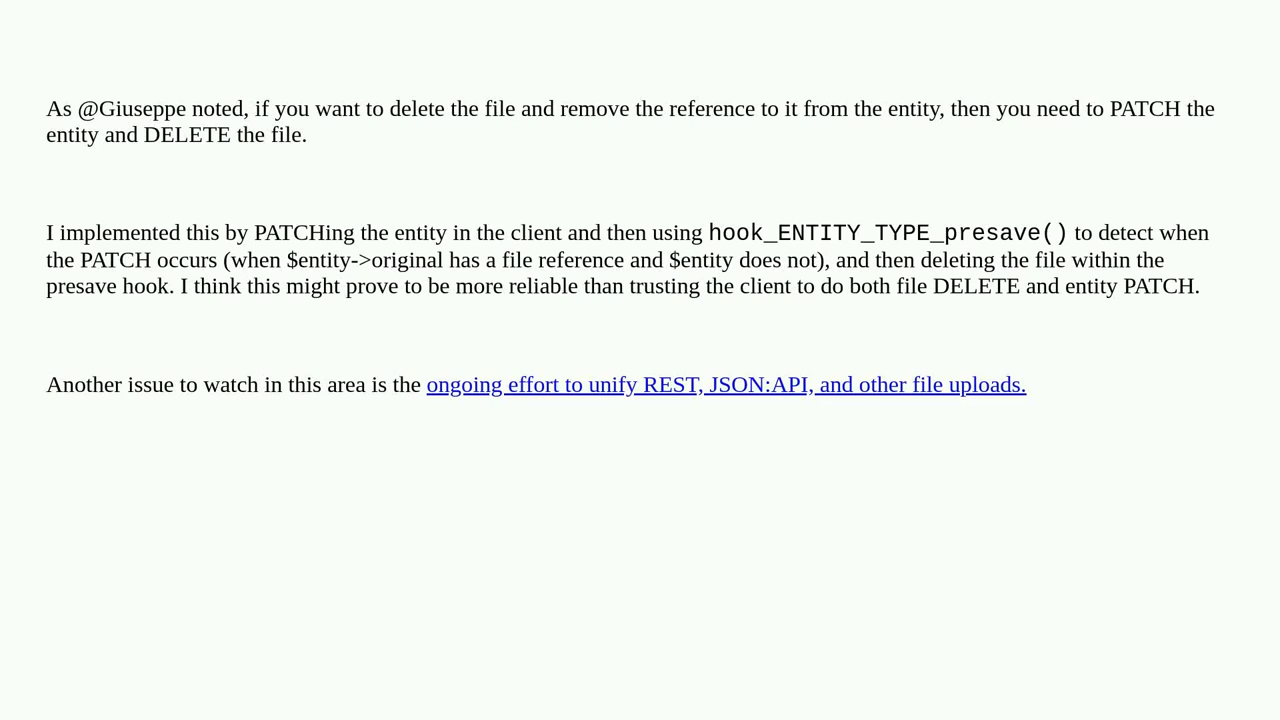 As @Giuseppe noted, if you want to delete the file and remove the reference to it from the entity, then you need to PATCH the
entity and DELETE the file.
I implemented this by PATCHing the entity in the client and then using hook_ENTITY_TYPE_presave() to detect when
the PATCH occurs (when $entity->original has a file reference and $entity does not), and then deleting the file within the
presave hook. I think this might prove to be more reliable than trusting the client to do both file DELETE and entity PATCH.
Another issue to watch in this area is the ongoing effort to unify REST, JSON:API, and other file uploads.